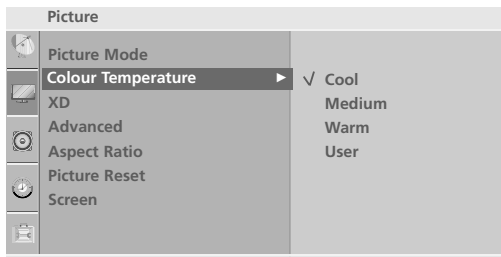 Picture
Picture Mode
Colour Temperature ► √ Cool
XD Medium
Advanced Warm
Aspect Ratio User
Picture Reset
Screen